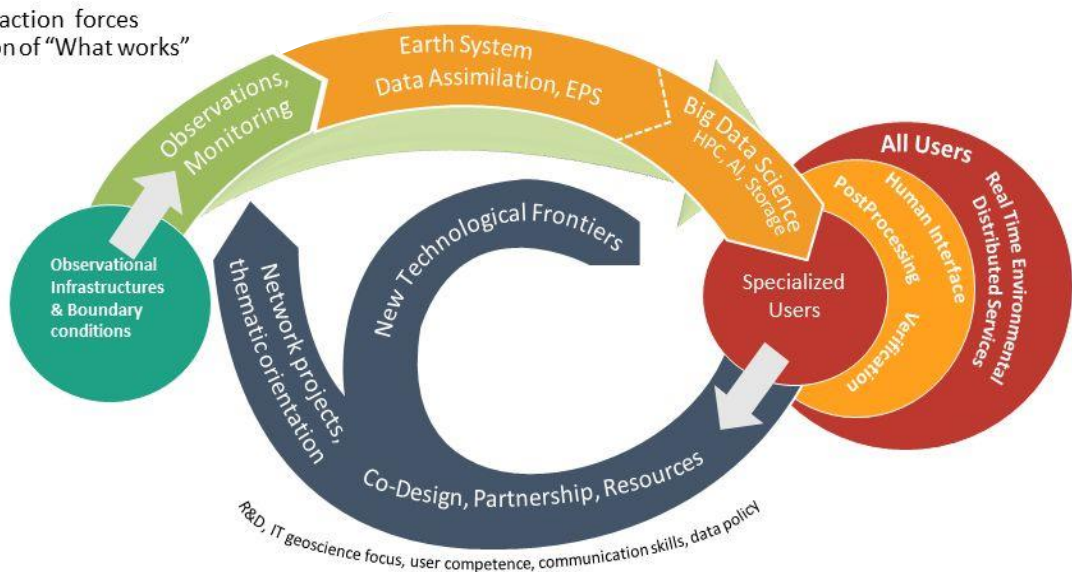 action forces
on of “What works”
Observations,
Monitoring
Earth System
Data Assimilation, EPS
Big Data Science
HPC, AI, Storage
All Users
Real Time Environmental
Distributed Services
Human Interface
PostProcessing
Verification
Specialized
Users
Observational
Infrastructures
& Boundary
conditions
New Technological Frontiers
Network projects,
thematic orientation
Co-Design, Partnership, Resources
R&D, IT geoscience focus, user competence, communication skills, data policy